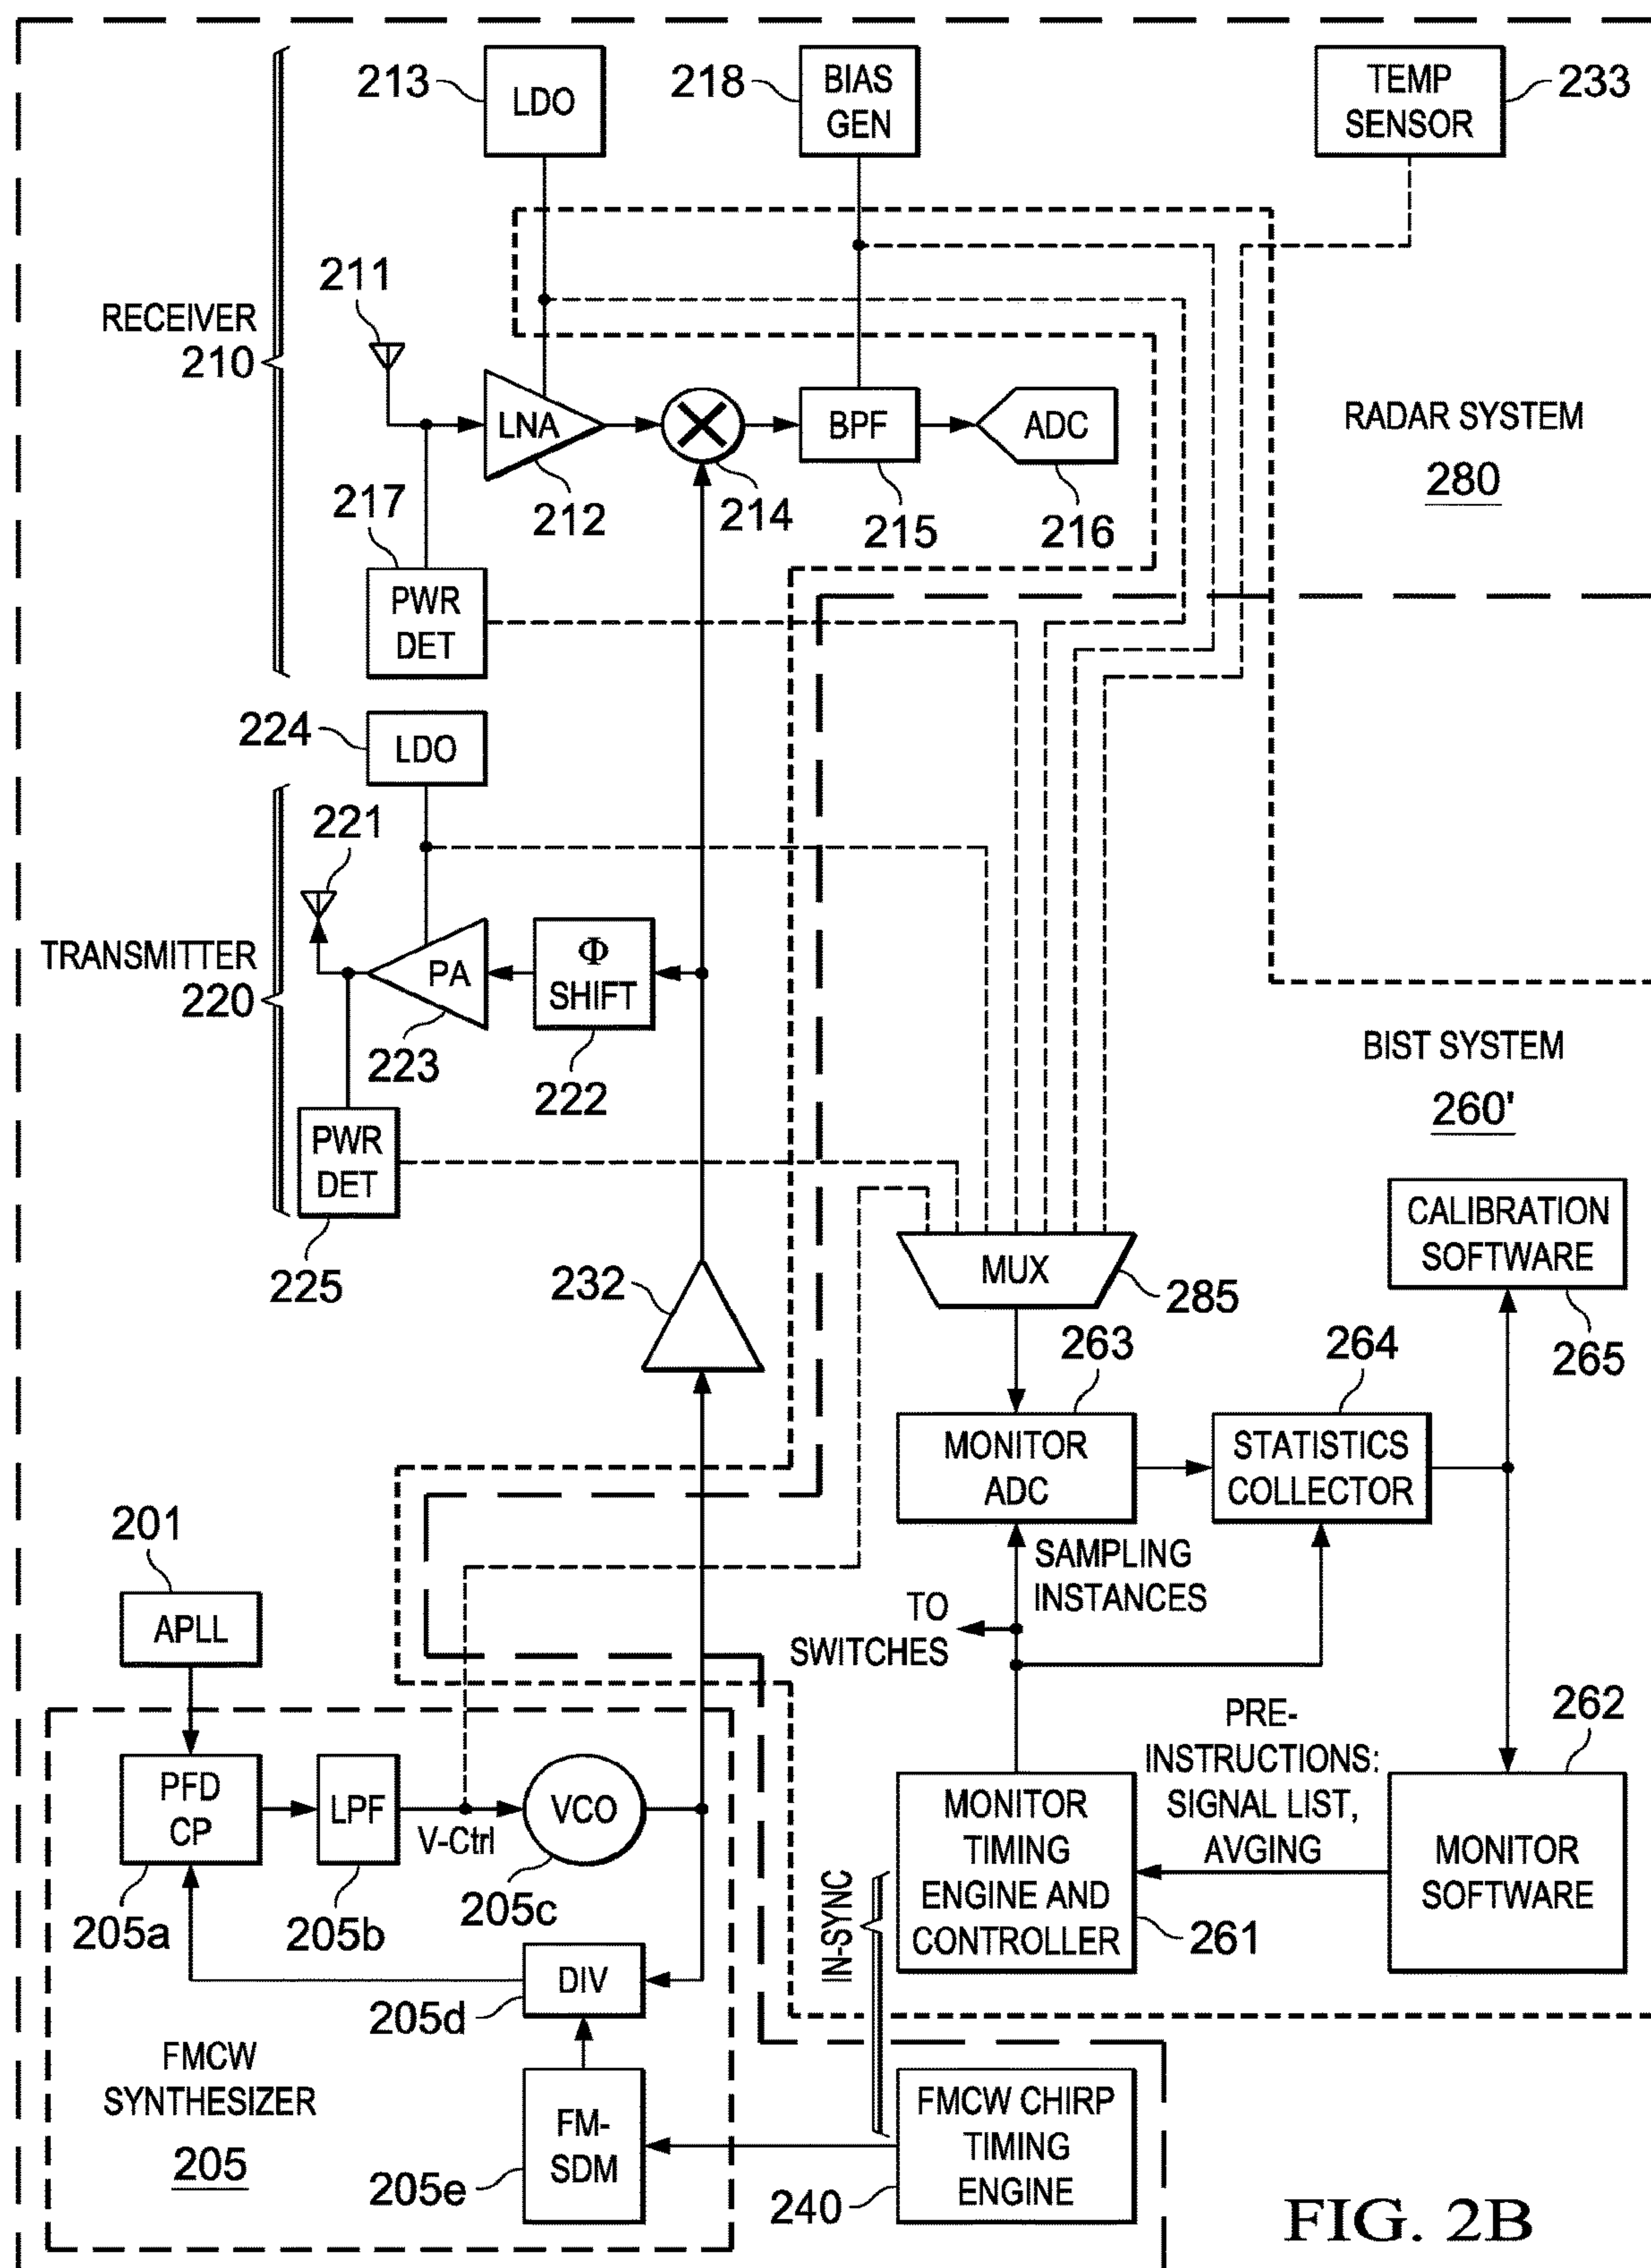 213
LDO
218
BIAS
GEN
TEMP
SENSOR
233
211
RECEIVER
210
LNA
212
214
BPF
215
ADC
216
RADAR SYSTEM
280
217
PWR
DET
224
LDO
221
TRANSMITTER
220
PA
223
Φ
SHIFT
222
PWR
DET
225
BIST SYSTEM
260'
CALIBRATION
SOFTWARE
265
232
MUX
285
263
MONITOR
ADC
264
STATISTICS
COLLECTOR
SAMPLING
INSTANCES
TO
SWITCHES
201
APLL
PFD
CP
205a
LPF
205b
V-Ctrl
VCO
205c
DIV
205d
FM-
SDM
205e
FMCW
SYNTHESIZER
205
PRE-
INSTRUCTIONS:
SIGNAL LIST,
AVGING
262
MONITOR
SOFTWARE
MONITOR
TIMING
ENGINE AND
CONTROLLER
261
IN-SYNC
FMCW CHIRP
TIMING
ENGINE
240
FIG. 2B